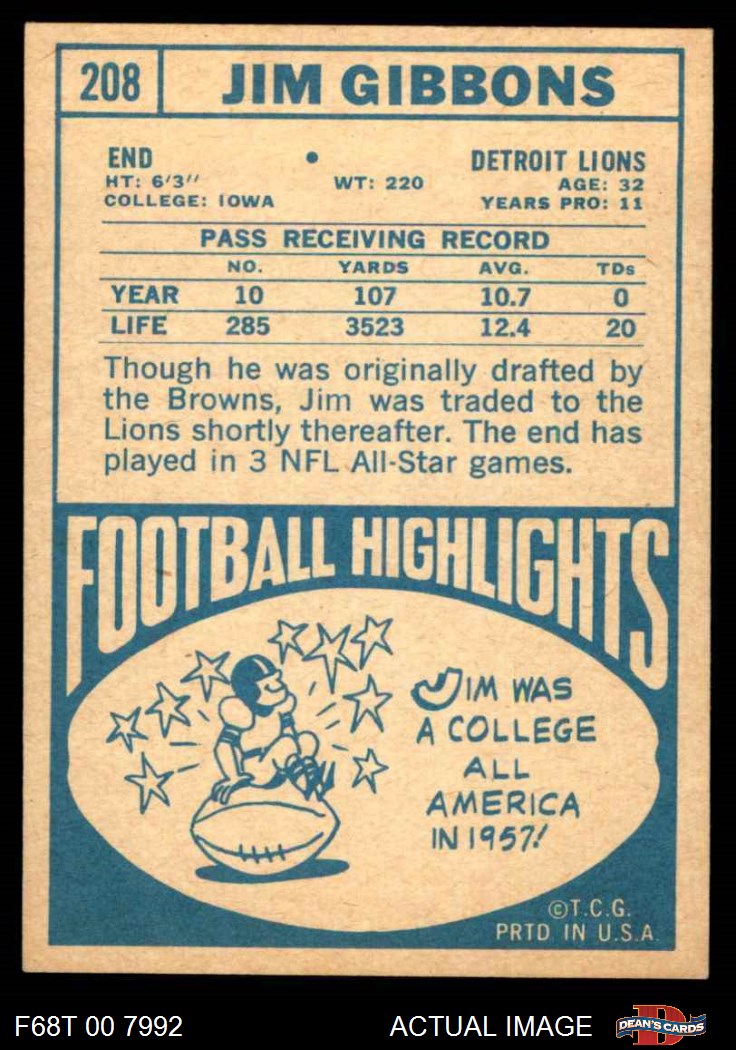 208 JIM GIBBONS
END • DETROIT LIONS
HT: 6'3" WT: 220 AGE: 32
COLLEGE: IOWA YEARS PRO: 11
PASS RECEIVING RECORD
NO. YARDS AVG. TDs
YEAR 10 107 10.7 0
LIFE 285 3523 12.4 20
Though he was originally drafted by
the Browns, Jim was traded to the
Lions shortly thereafter. The end has
played in 3 NFL All-Star games.
FOOTBALL HIGHLIGHTS
JIM WAS
A COLLEGE
ALL
AMERICA
IN 1957!
©T.C.G.
PRTD IN U.S.A.
F68T 00 7992 ACTUAL IMAGE D DEAN'S CARDS